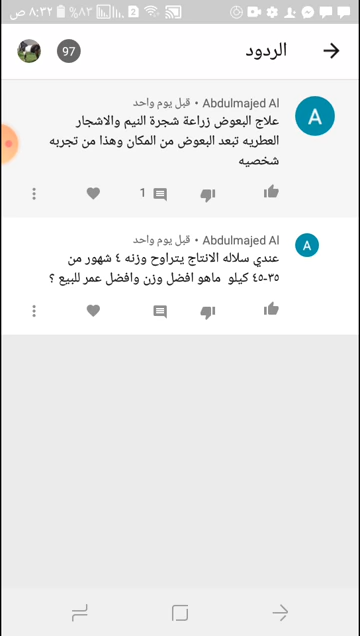 ٨:٣٢ ص
٨٣%
2
الردود
97
Abdulmajed Al • قبل يوم واحد
A
علاج البعوض زراعة شجرة النيم والاشجار
العطريه تبعد البعوض من المكان وهذا من تجربه
شخصيه
1
Abdulmajed Al • قبل يوم واحد
A
عندي سلاله الانتاج يتراوح وزنه ٤ شهور من
٣٥-٤٥ كيلو ماهو افضل وزن وافضل عمر للبيع ؟